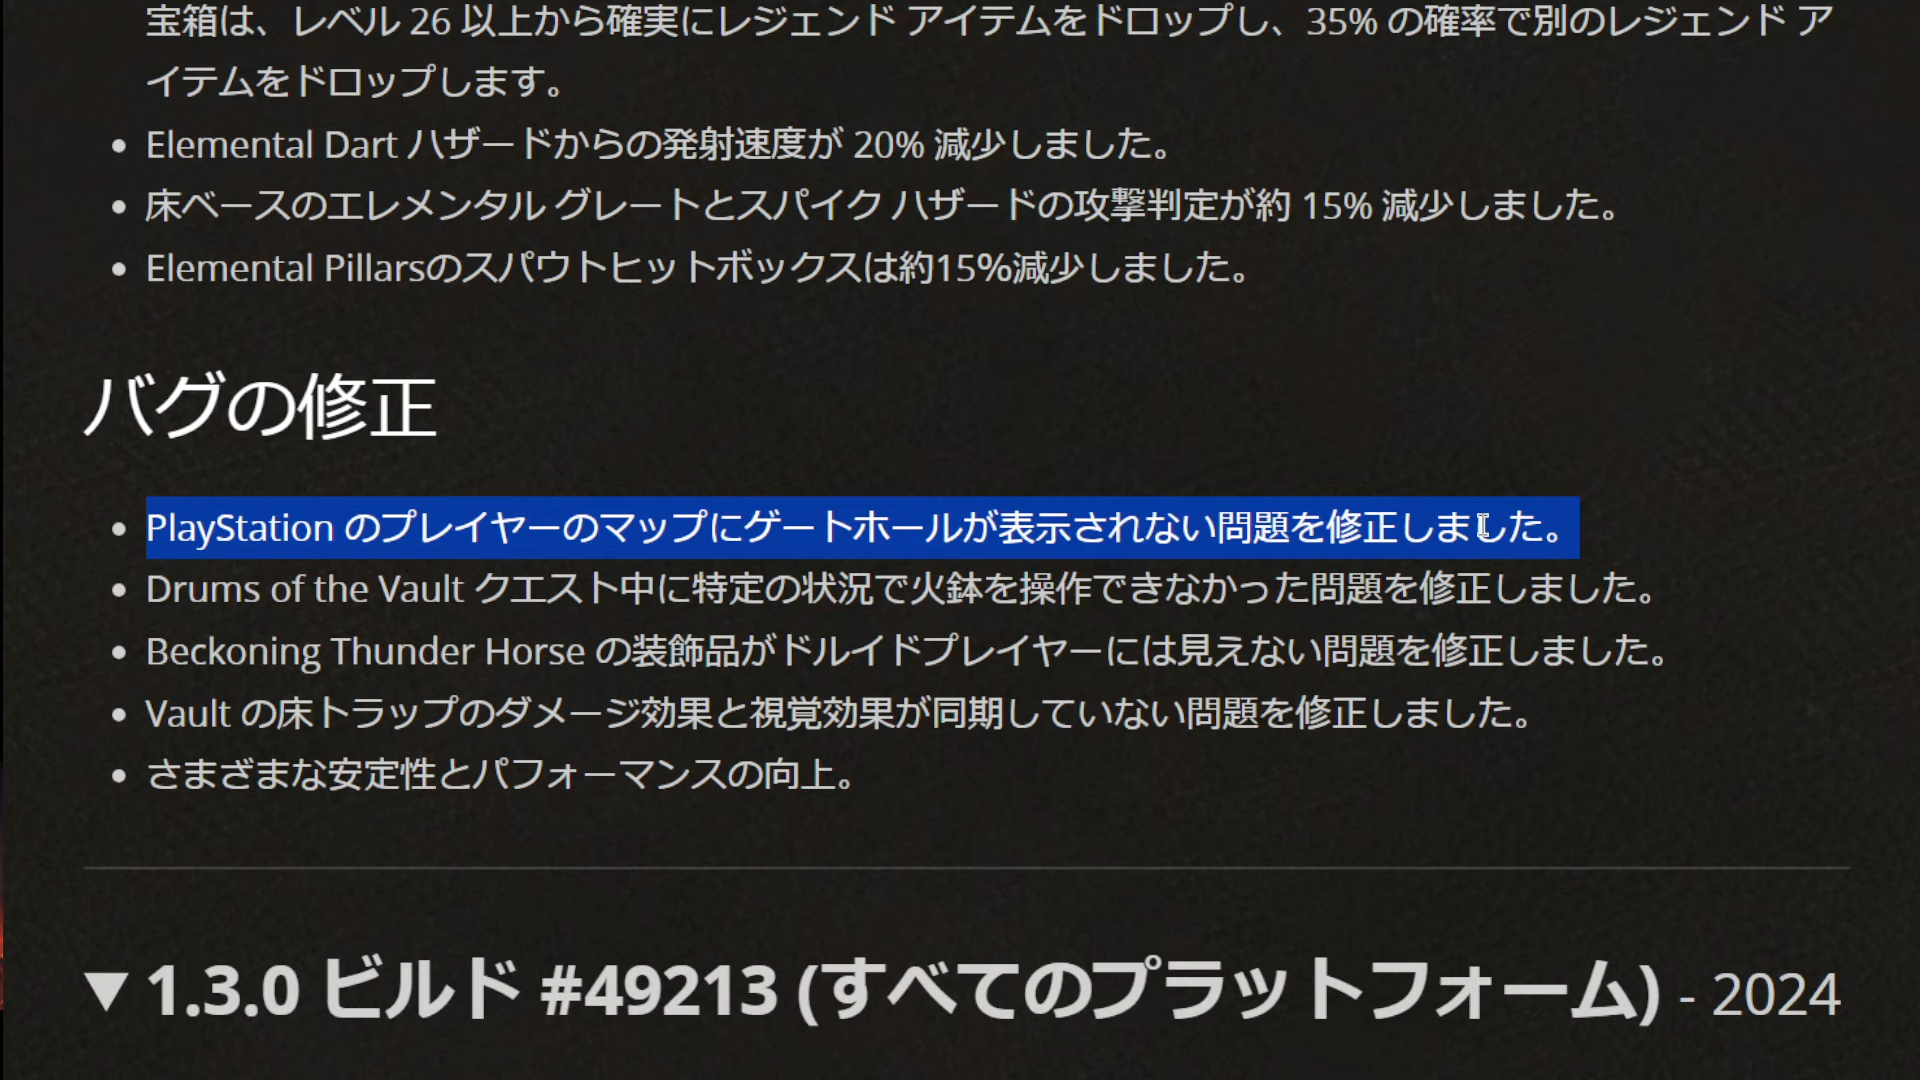 宝箱は、レベル 26 以上から確実にレジェンド アイテムをドロップし、35% の確率で別のレジェンド ア
イテムをドロップします。
• Elemental Dart ハザードからの発射速度が 20% 減少しました。
• 床ベースのエレメンタル グレートとスパイク ハザードの攻撃判定が約 15% 減少しました。
• Elemental Pillarsのスパウトヒットボックスは約15%減少しました。
バグの修正
• PlayStation のプレイヤーのマップにゲートホールが表示されない問題を修正しました。
• Drums of the Vault クエスト中に特定の状況で火鉢を操作できなかった問題を修正しました。
• Beckoning Thunder Horse の装飾品がドルイドプレイヤーには見えない問題を修正しました。
• Vault の床トラップのダメージ効果と視覚効果が同期していない問題を修正しました。
• さまざまな安定性とパフォーマンスの向上。
▼ 1.3.0 ビルド #49213 (すべてのプラットフォーム) - 2024